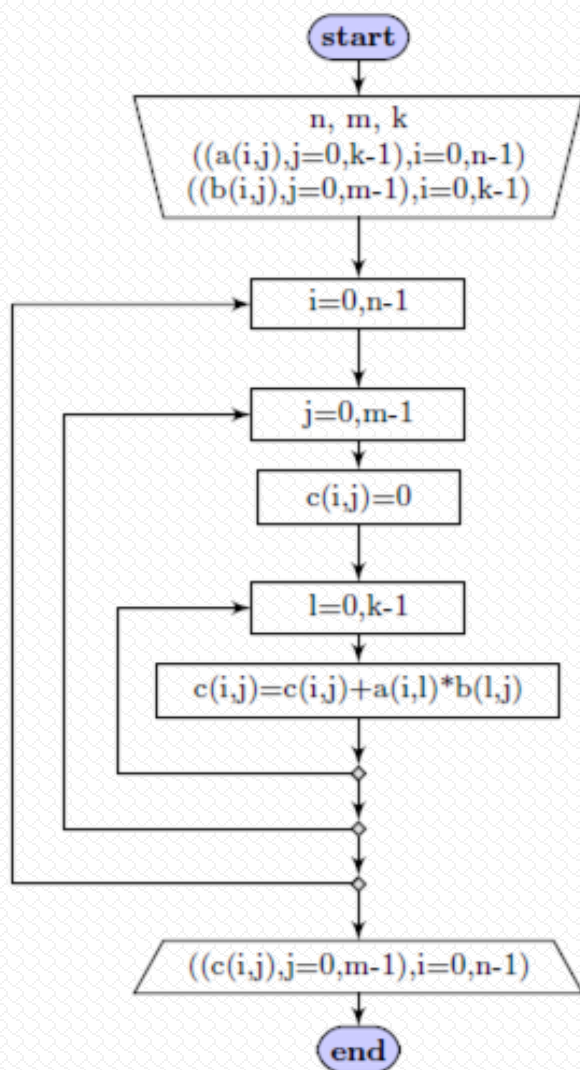 start
n, m, k
((a(i,j),j=0,k-1),i=0,n-1)
((b(i,j),j=0,m-1),i=0,k-1)
i=0,n-1
j=0,m-1
c(i,j)=0
l=0,k-1
c(i,j)=c(i,j)+a(i,l)*b(l,j)
((c(i,j),j=0,m-1),i=0,n-1)
end